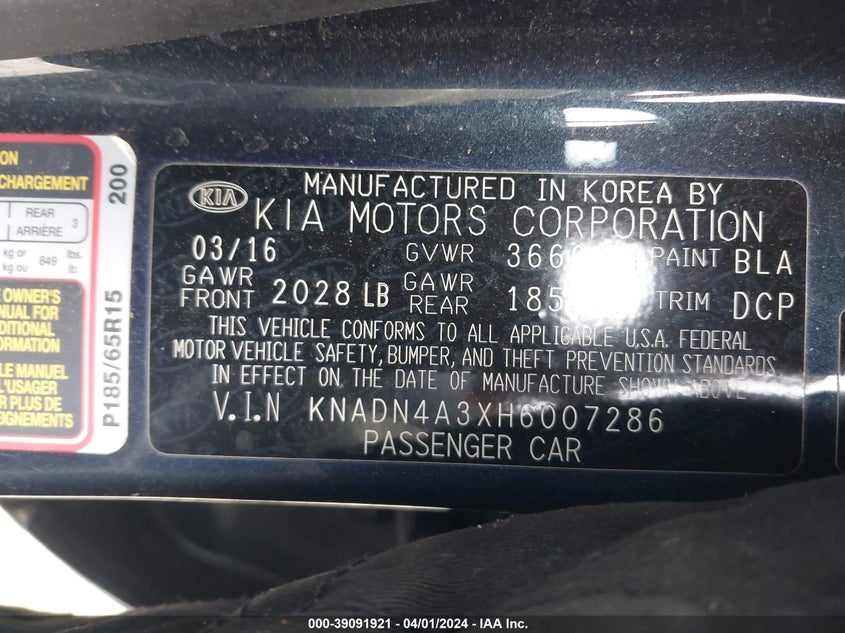 ON
CHARGEMENT
REAR
ARRIÈRE
3
kg or 849 lbs.
kg ou lb.
E OWNER'S
ANUAL FOR
DITIONAL
ORMATION
LE MANUEL
L'USAGER
R PLUS DE
EIGNEMENTS
P185/65R15 200
KIA
MANUFACTURED IN KOREA BY
KIA MOTORS CORPORATION
03/16 GVWR PAINT BLA
GAWR FRONT 2028 LB GAWR REAR TRIM DCP
THIS VEHICLE CONFORMS TO ALL APPLICABLE U.S.A. FEDERAL
MOTOR VEHICLE SAFETY, BUMPER, AND THEFT PREVENTION STANDARDS
IN EFFECT ON THE DATE OF MANUFACTURE SHOWN ABOVE
V.I.N KNADN4A3XH6007286
PASSENGER CAR
000-39091921 - 04/01/2024 - IAA Inc.